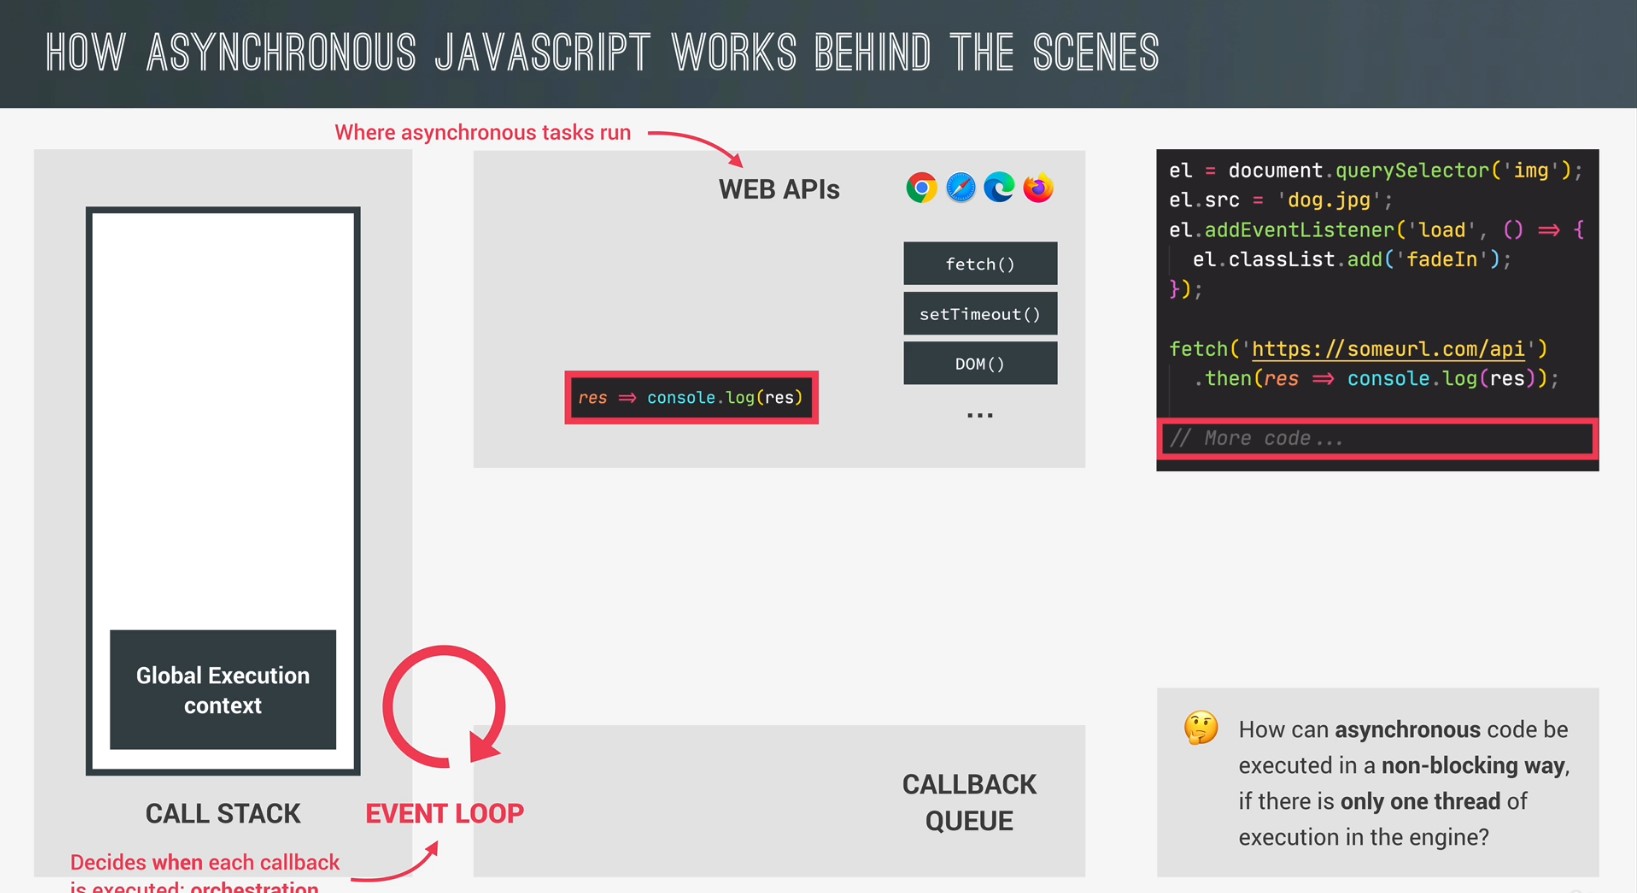 HOW ASYNCHRONOUS JAVASCRIPT WORKS BEHIND THE SCENES
Where asynchronous tasks run
WEB APIs
fetch()
setTimeout()
DOM()
...
res => console.log(res)
el = document.querySelector('img');
el.src = 'dog.jpg';
el.addEventListener('load', () => {
el.classList.add('fadeIn');
});
fetch('https://someurl.com/api')
.then(res => console.log(res));
// More code...
Global Execution
context
CALL STACK
EVENT LOOP
Decides when each callback
is executed: orchestration
CALLBACK
QUEUE
How can asynchronous code be
executed in a non-blocking way,
if there is only one thread of
execution in the engine?